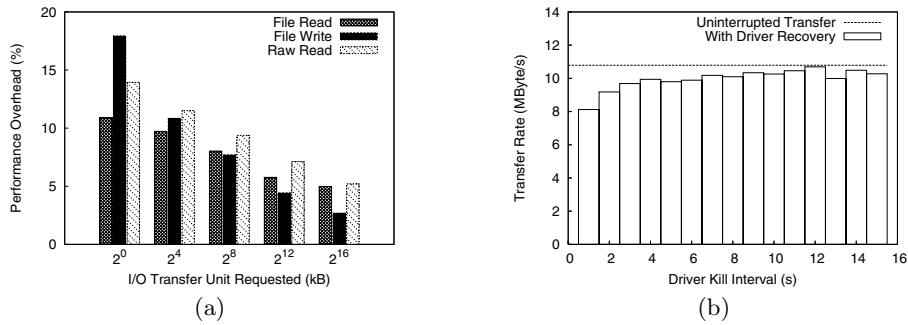 20
15
10
5
0
Performance Overhead (%)
File Read
File Write
Raw Read
2^0 2^4 2^8 2^12 2^16
I/O Transfer Unit Requested (kB)
(a)
14
12
10
8
6
4
2
0
Transfer Rate (MByte/s)
Uninterrupted Transfer
With Driver Recovery
0 2 4 6 8 10 12 14 16
Driver Kill Interval (s)
(b)